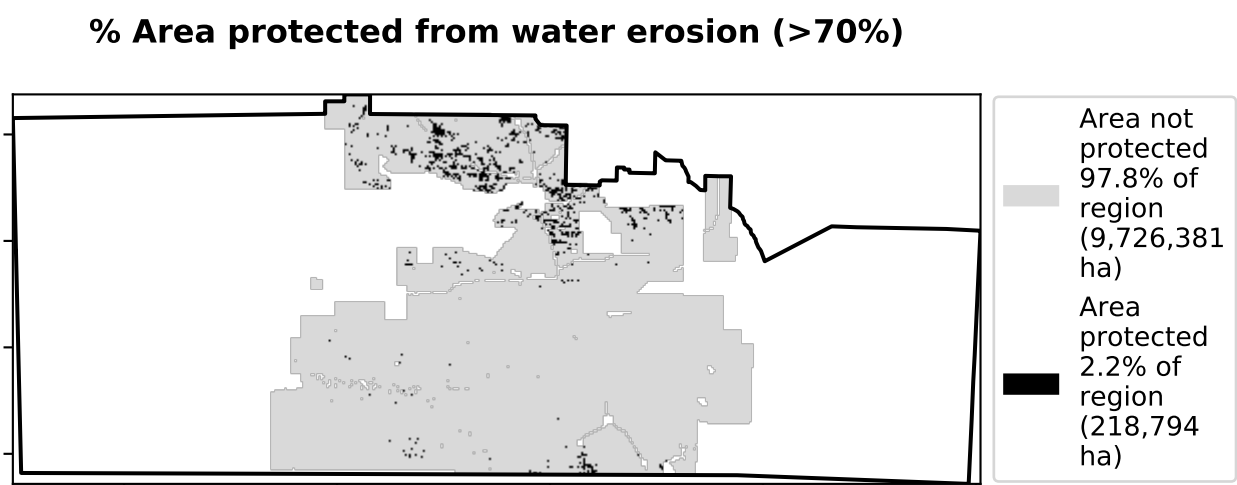 % Area protected from water erosion (>70%)
Area not
protected
97.8% of
region
(9,726,381
ha)
Area
protected
2.2% of
region
(218,794
ha)